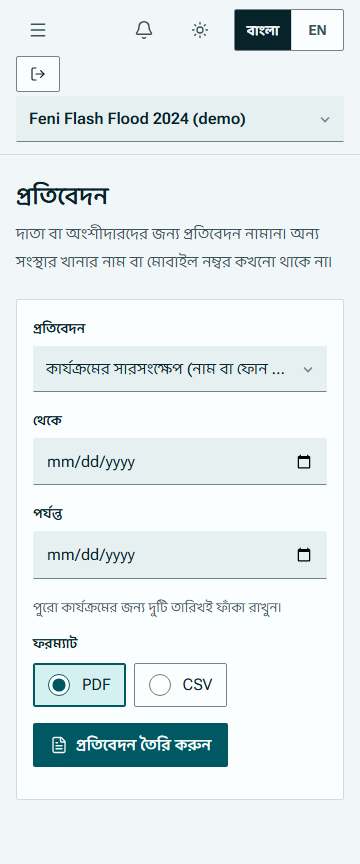 বাংলা EN
Feni Flash Flood 2024 (demo)
প্রতিবেদন
দাতা বা অংশীদারদের জন্য প্রতিবেদন নামান। অন্য
সংস্থার খানার নাম বা মোবাইল নম্বর কখনো থাকে না।
প্রতিবেদন
কার্যক্রমের সারসংক্ষেপ (নাম বা ফোন ...
থেকে
mm/dd/yyyy
পর্যন্ত
mm/dd/yyyy
পুরো কার্যক্রমের জন্য দুটি তারিখই ফাঁকা রাখুন।
ফরম্যাট
PDF CSV
প্রতিবেদন তৈরি করুন